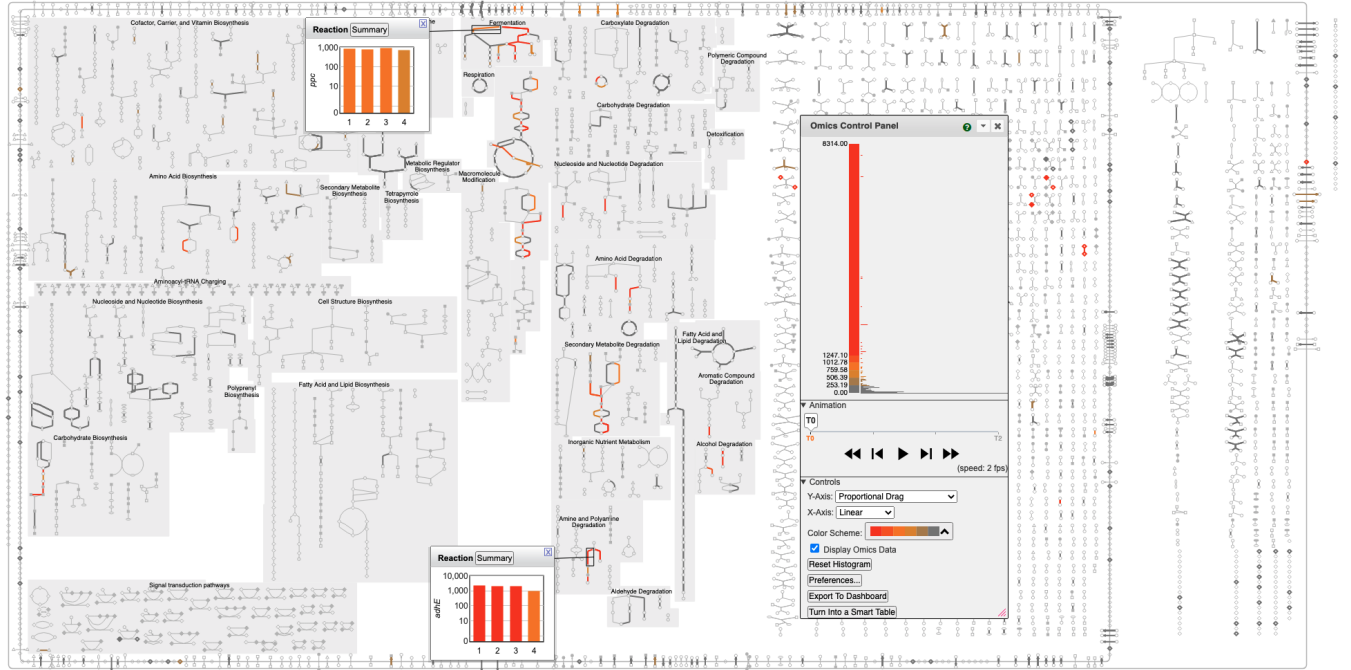 Cofactor, Carrier, and Vitamin Biosynthesis
Reaction Summary X
1,000
100
10
0
ppc
1 2 3 4
Fermentation
Carboxylate Degradation
Polymeric Compound
Degradation
Respiration
Carbohydrate Degradation
Detoxification
Nucleoside and Nucleotide Degradation
Metabolic Regulator
Biosynthesis
Macromolecule
Modification
Amino Acid Biosynthesis
Secondary Metabolite
Biosynthesis
Tetrapyrrole
Synthesis
Amino Acid Degradation
Aminoacyl-tRNA Charging
Nucleoside and Nucleotide Biosynthesis
Cell Structure Biosynthesis
Fatty Acid and
Lipid Degradation
Secondary Metabolite Degradation
Aromatic Compound
Degradation
Polyprenyl
Biosynthesis
Fatty Acid and Lipid Biosynthesis
Carbohydrate Biosynthesis
Inorganic Nutrient Metabolism
Alcohol Degradation
Amine and Polyamine
Degradation
Aldehyde Degradation
Signal transduction pathways
Reaction Summary X
10,000
1,000
100
10
0
adhE
1 2 3 4
Omics Control Panel ?
8314.00
1247.10
1012.78
759.58
506.39
253.19
0.00
Animation
T0
T0 T2
(speed: 2 fps)
Controls
Y-Axis: Proportional Drag
X-Axis: Linear
Color Scheme:
Display Omics Data
Reset Histogram
Preferences...
Export To Dashboard
Turn Into a Smart Table